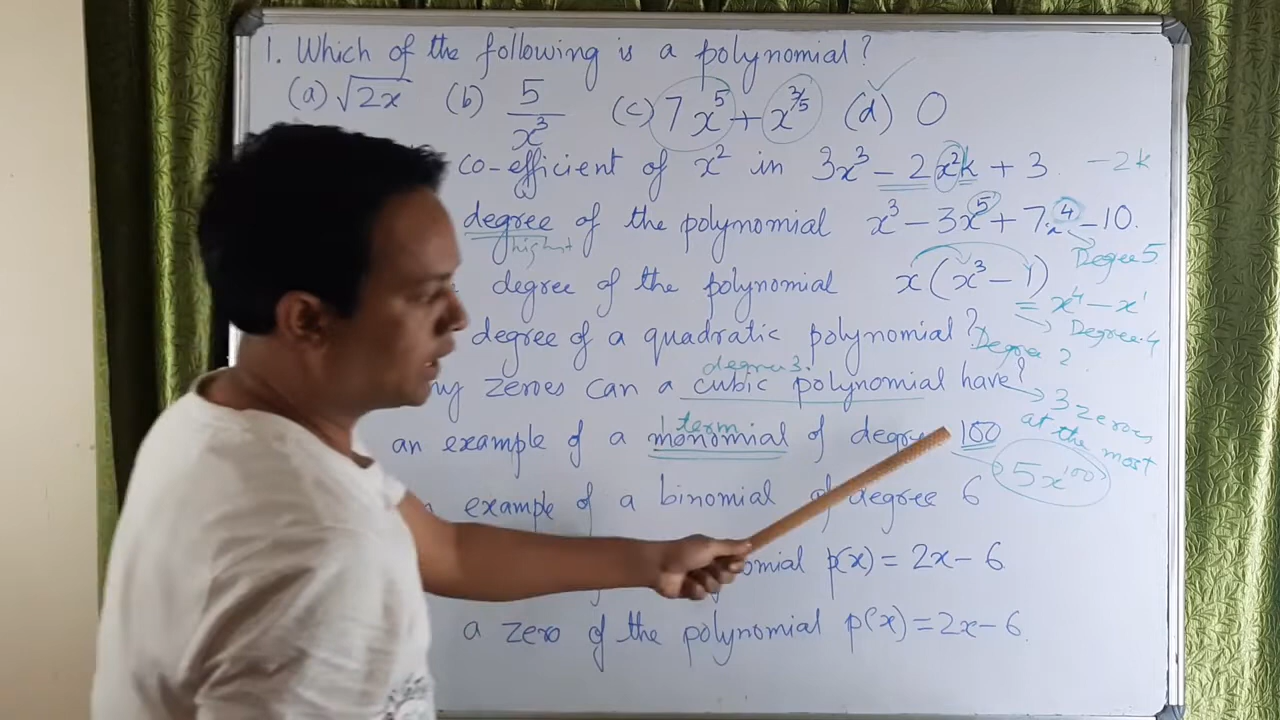 1. Which of the following is a polynomial?
(a) √2x (b) 5/x³ (c) 7x⁵ + x^3/5 (d) 0
co-efficient of x² in 3x³ - 2x²k + 3 -2k
degree of the polynomial x³ - 3x⁵ + 7x⁴ - 10.
highest
Degree 5
degree of the polynomial x(x³ - 1)
= x⁴ - x¹
Degree 4
degree of a quadratic polynomial?
Degree 2
degree 3.
zeroes can a cubic polynomial have?
3 zeroes
at the most
term
an example of a monomial of degree 100
5x¹⁰⁰
example of a binomial of degree 6
p(x) = 2x - 6
a zero of the polynomial p(x) = 2x - 6.